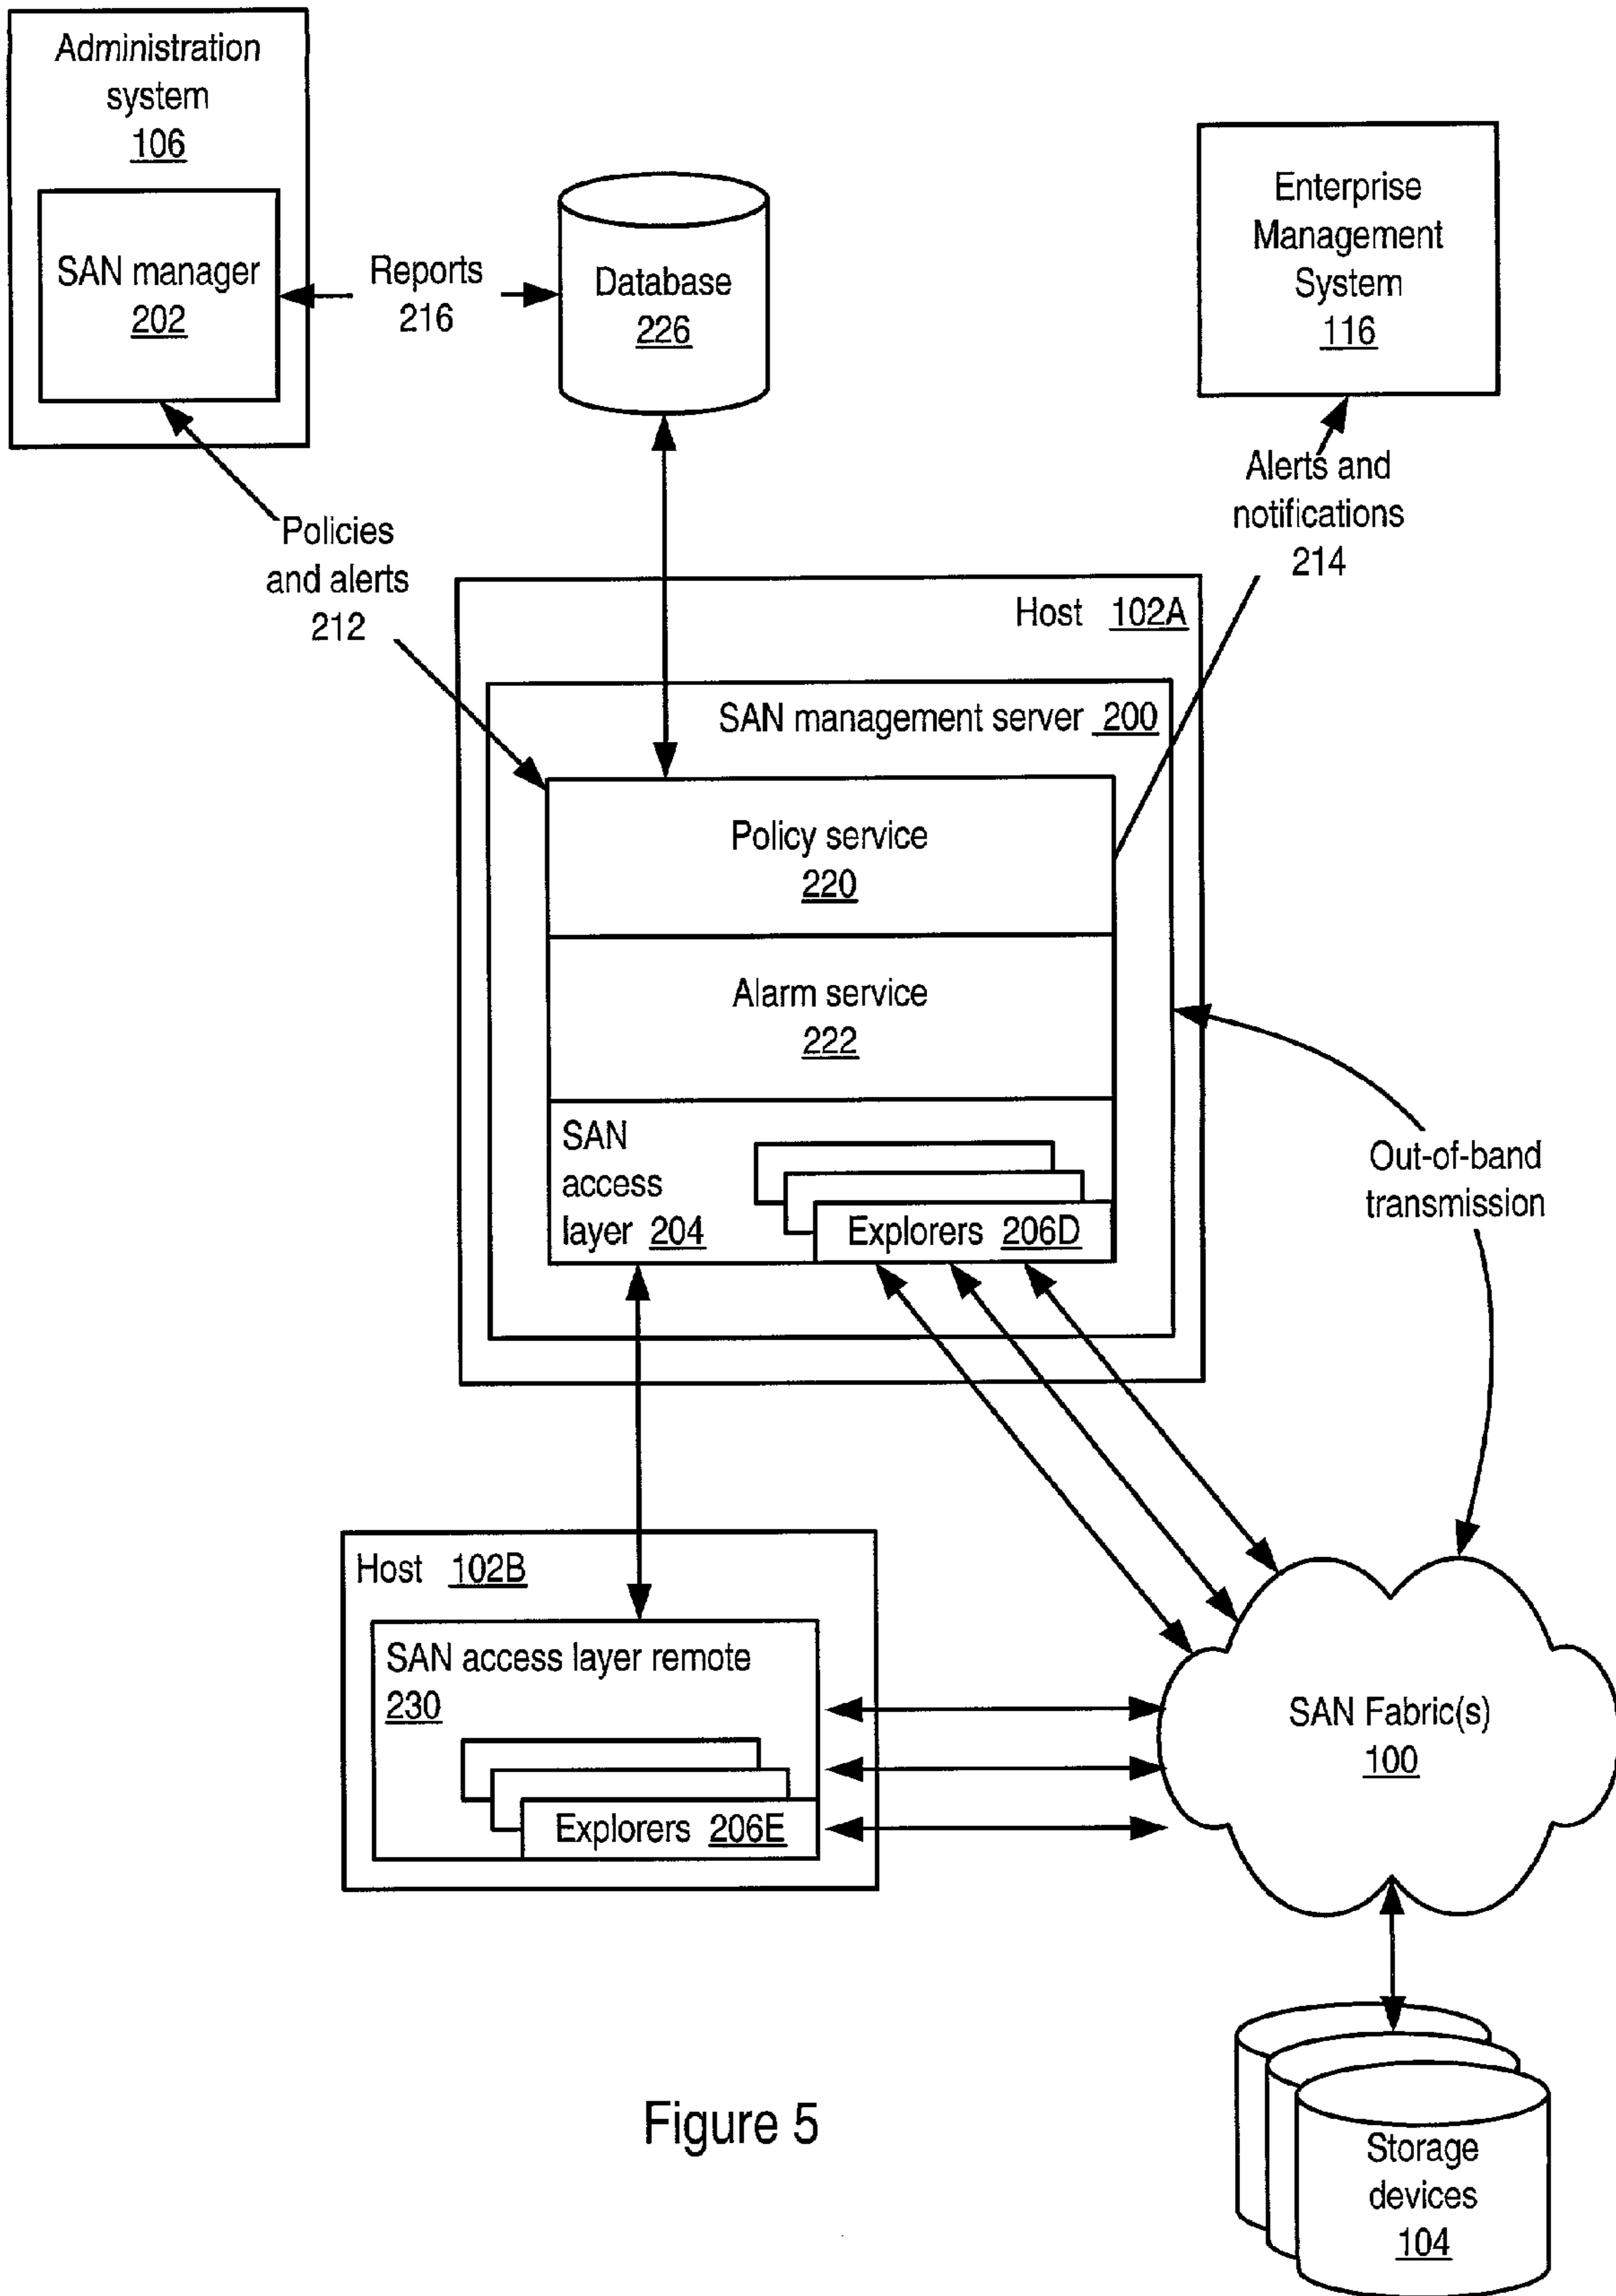 Administration
system
106
SAN manager
202
Reports
216
Database
226
Enterprise
Management
System
116
Policies
and alerts
212
Alerts and
notifications
214
Host 102A
SAN management server 200
Policy service
220
Alarm service
222
SAN
access
layer 204
Explorers 206D
Out-of-band
transmission
Host 102B
SAN access layer remote
230
Explorers 206E
SAN Fabric(s)
100
Storage
devices
104
Figure 5